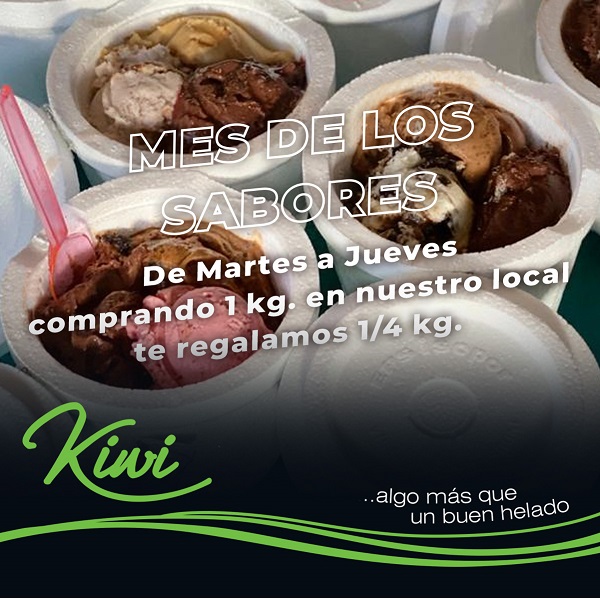 MES DE LOS
SABORES
De Martes a Jueves
comprando 1 kg. en nuestro local
te regalamos 1/4 kg.
Kiwi
..algo más que
un buen helado